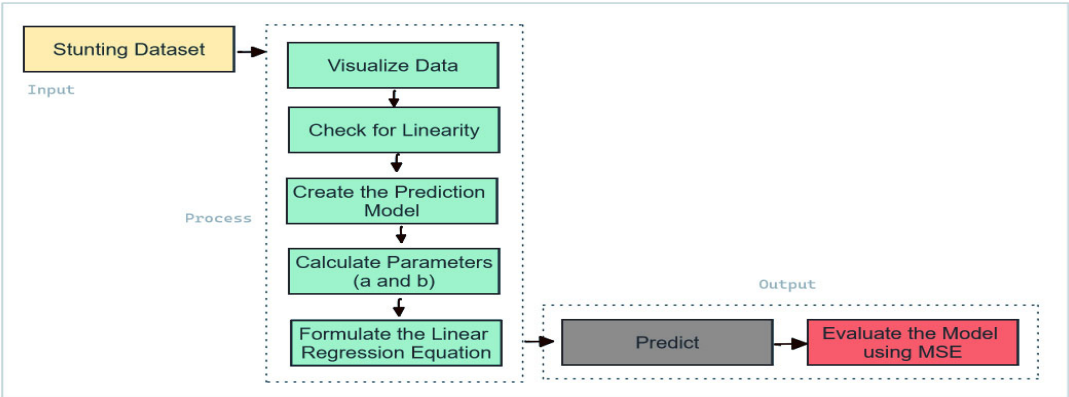 Stunting Dataset
Input
Visualize Data
Check for Linearity
Create the Prediction
Model
Process
Calculate Parameters
(a and b)
Formulate the Linear
Regression Equation
Output
Predict
Evaluate the Model
using MSE